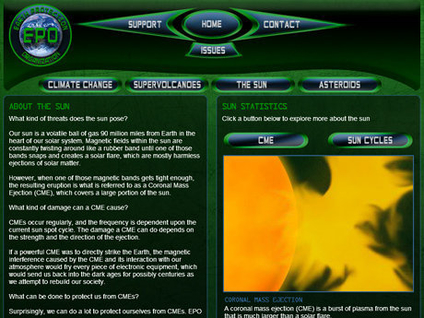 EARTH PROTECTION
EPO
ORGANIZATION
SUPPORT
HOME
CONTACT
ISSUES
CLIMATE CHANGE
SUPERVOLCANOES
THE SUN
ASTEROIDS
ABOUT THE SUN
What kind of threats does the sun pose?
Our sun is a volatile ball of gas 90 million miles from Earth in the
heart of our solar system. Magnetic fields within the sun are
constantly twisting around like a rubber band until one of those
bands snaps and creates a solar flare, which are mostly harmless
ejections of solar matter.
However, when one of those magnetic bands gets tight enough,
the resulting eruption is what is referred to as a Coronal Mass
Ejection (CME), which covers a large portion of the sun.
What kind of damage can a CME cause?
CMEs occur regularly, and the frequency is dependent upon the
current sun spot cycle. The damage a CME can do depends on
the strength and the direction of the ejection.
If a powerful CME was to directly strike the Earth, the magnetic
interference caused by the CME and its interaction with our
atmosphere would fry every piece of electronic equipment, which
would send us back into the dark ages for possibly centuries as
we attempt to rebuild our society.
What can be done to protect us from CMEs?
Surprisingly, we can do a lot to protect ourselves from CMEs. EPO
SUN STATISTICS
Click a button below to explore more about the sun
CME
SUN CYCLES
CORONAL MASS EJECTION
A coronal mass ejection (CME) is a burst of plasma from the sun
that is much larger than a solar flare.